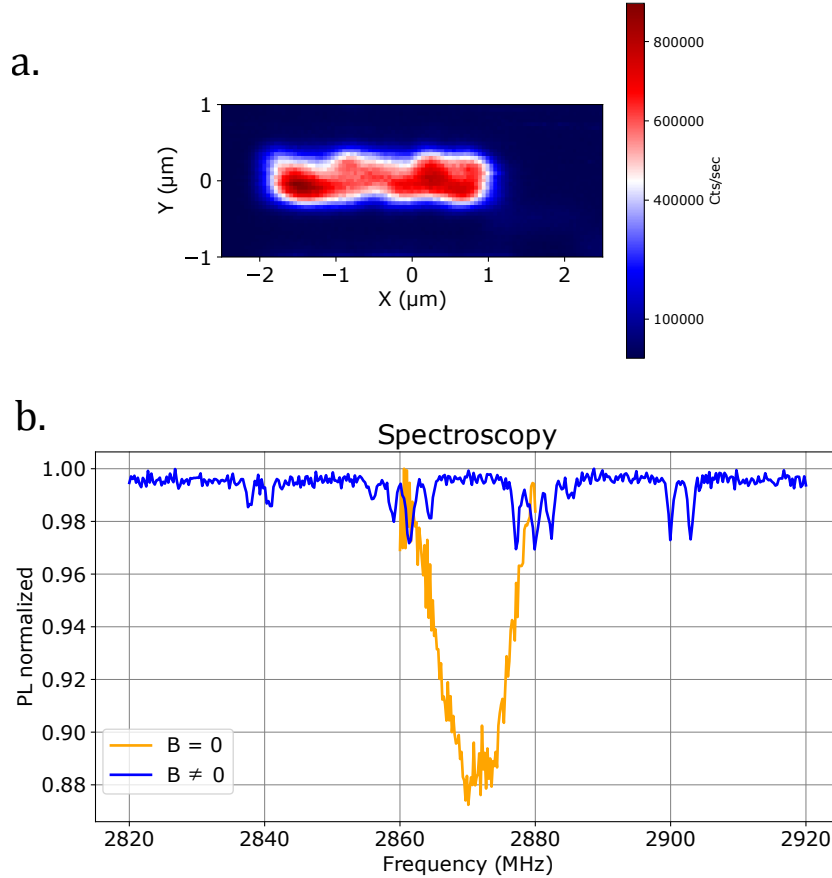 a.
1
0
−1
Y (μm)
−2
−1
0
1
2
X (μm)
800000
600000
400000
100000
Cts/sec
b.
Spectroscopy
1.00
0.98
0.96
0.94
0.92
0.90
0.88
PL normalized
B = 0
B ≠ 0
2820
2840
2860
2880
2900
2920
Frequency (MHz)